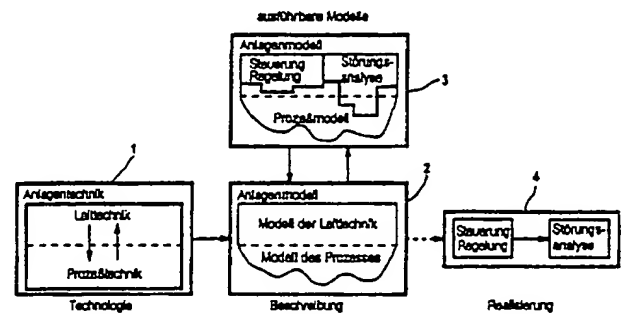 ausführbare Modelle
Anlagenmodell
Steuerung Störungs-
Regelung analyse
Prozeßmodell
3
1
Anlagentechnik
Leittechnik
Prozeßtechnik
Technologie
2
Anlagenmodell
Modell der Leittechnik
Modell des Prozesses
Beschreibung
4
Steuerung Störungs-
Regelung analyse
Realisierung